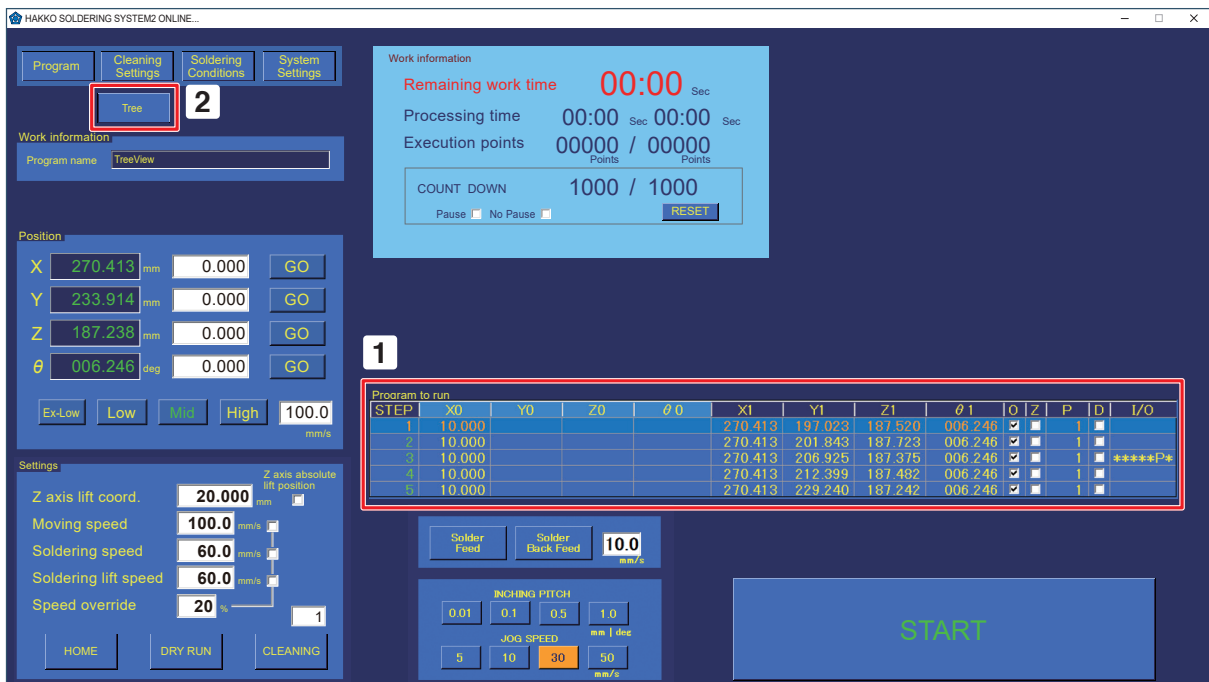 HAKKO SOLDERING SYSTEM2 ONLINE...
Program
Cleaning Settings
Soldering Conditions
System Settings
Tree
2
Work information
Program name TreeView
Work information
Remaining work time 00:00 Sec
Processing time 00:00 Sec 00:00 Sec
Execution points 00000 / 00000
Points Points
COUNT DOWN 1000 / 1000
Pause No Pause RESET
Position
X 270.413 mm 0.000 GO
Y 233.914 mm 0.000 GO
Z 187.238 mm 0.000 GO
θ 006.246 deg 0.000 GO
Ex-Low Low Mid High 100.0
mm/s
1
Program to run
STEP X0 Y0 Z0 θ0 X1 Y1 Z1 θ1 O Z P D I/O
1 10.000 270.413 197.023 187.520 006.246 1
2 10.000 270.413 201.843 187.723 006.246 1
3 10.000 270.413 206.925 187.375 006.246 1 *****P*
4 10.000 270.413 212.399 187.482 006.246 1
5 10.000 270.413 229.240 187.242 006.246 1
Settings
Z axis absolute
lift position
Z axis lift coord. 20.000 mm
Moving speed 100.0 mm/s
Soldering speed 60.0 mm/s
Soldering lift speed 60.0 mm/s
Speed override 20 %
1
HOME DRY RUN CLEANING
Solder Feed
Solder Back Feed
10.0
mm/s
INCHING PITCH
0.01 0.1 0.5 1.0
mm | deg
JOG SPEED
5 10 30 50
mm/s
START